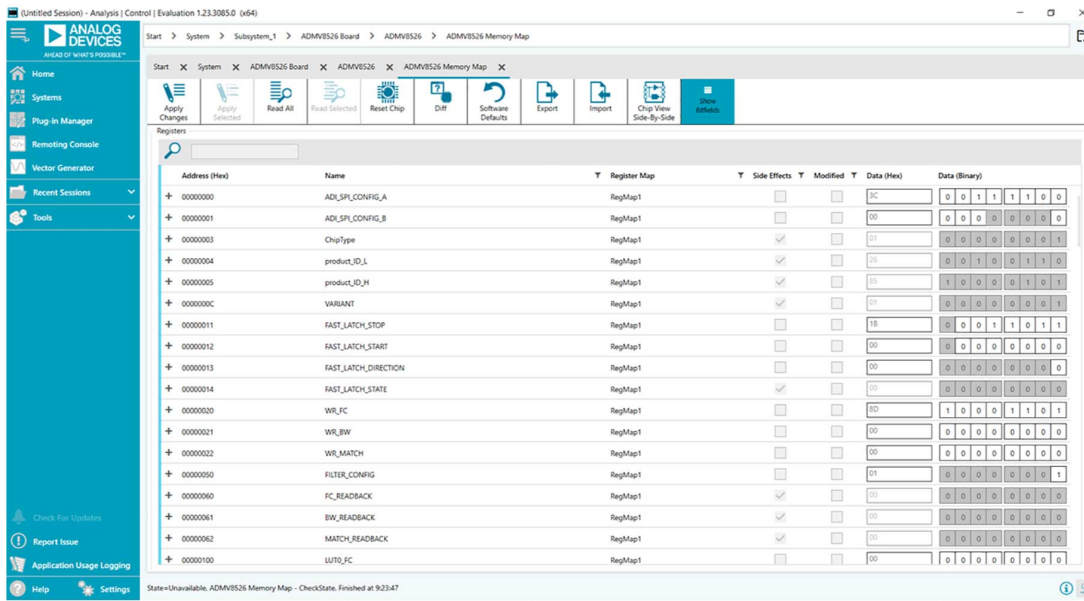 (Untitled Session) - Analysis | Control | Evaluation 1.23.3085.0 (x64)
ANALOG DEVICES
AHEAD OF WHAT'S POSSIBLE™
Start > System > Subsystem_1 > ADMV8526 Board > ADMV8526 > ADMV8526 Memory Map
Home
Systems
Plug-in Manager
Remoting Console
Vector Generator
Recent Sessions
Tools
Check For Updates
Report Issue
Application Usage Logging
Help Settings
Start X System X ADMV8526 Board X ADMV8526 X ADMV8526 Memory Map X
Apply Changes
Apply Selected
Read All
Read Selected
Reset Chip
Diff
Software Defaults
Export
Import
Chip View Side-By-Side
Show Bitfields
Registers
Address (Hex) Name Register Map Side Effects Modified Data (Hex) Data (Binary)
+ 00000000 ADI_SPI_CONFIG_A RegMap1 3C 0 0 1 1 1 1 0 0
+ 00000001 ADI_SPI_CONFIG_B RegMap1 00 0 0 0 0 0 0 0 0
+ 00000003 ChipType RegMap1 01 0 0 0 0 0 0 0 1
+ 00000004 product_ID_L RegMap1 26 0 0 1 0 0 1 1 0
+ 00000005 product_ID_H RegMap1 85 1 0 0 0 0 1 0 1
+ 0000000C VARIANT RegMap1 01 0 0 0 0 0 0 0 1
+ 00000011 FAST_LATCH_STOP RegMap1 1B 0 0 0 1 1 0 1 1
+ 00000012 FAST_LATCH_START RegMap1 00 0 0 0 0 0 0 0 0
+ 00000013 FAST_LATCH_DIRECTION RegMap1 00 0 0 0 0 0 0 0 0
+ 00000014 FAST_LATCH_STATE RegMap1 00 0 0 0 0 0 0 0 0
+ 00000020 WR_FC RegMap1 8D 1 0 0 0 1 1 0 1
+ 00000021 WR_BW RegMap1 00 0 0 0 0 0 0 0 0
+ 00000022 WR_MATCH RegMap1 00 0 0 0 0 0 0 0 0
+ 00000050 FILTER_CONFIG RegMap1 01 0 0 0 0 0 0 0 1
+ 00000060 FC_READBACK RegMap1 00 0 0 0 0 0 0 0 0
+ 00000061 BW_READBACK RegMap1 00 0 0 0 0 0 0 0 0
+ 00000062 MATCH_READBACK RegMap1 00 0 0 0 0 0 0 0 0
+ 00000100 LUT0_FC RegMap1 00 0 0 0 0 0 0 0 0
State=Unavailable, ADMV8526 Memory Map - CheckState, Finished at 9:23:47